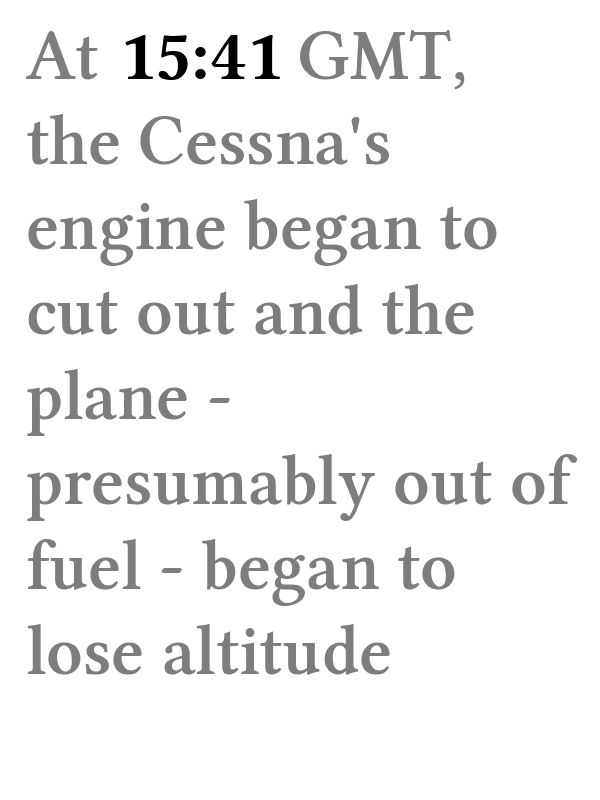 At 15:41 GMT,
the Cessna's
engine began to
cut out and the
plane -
presumably out of
fuel - began to
lose altitude